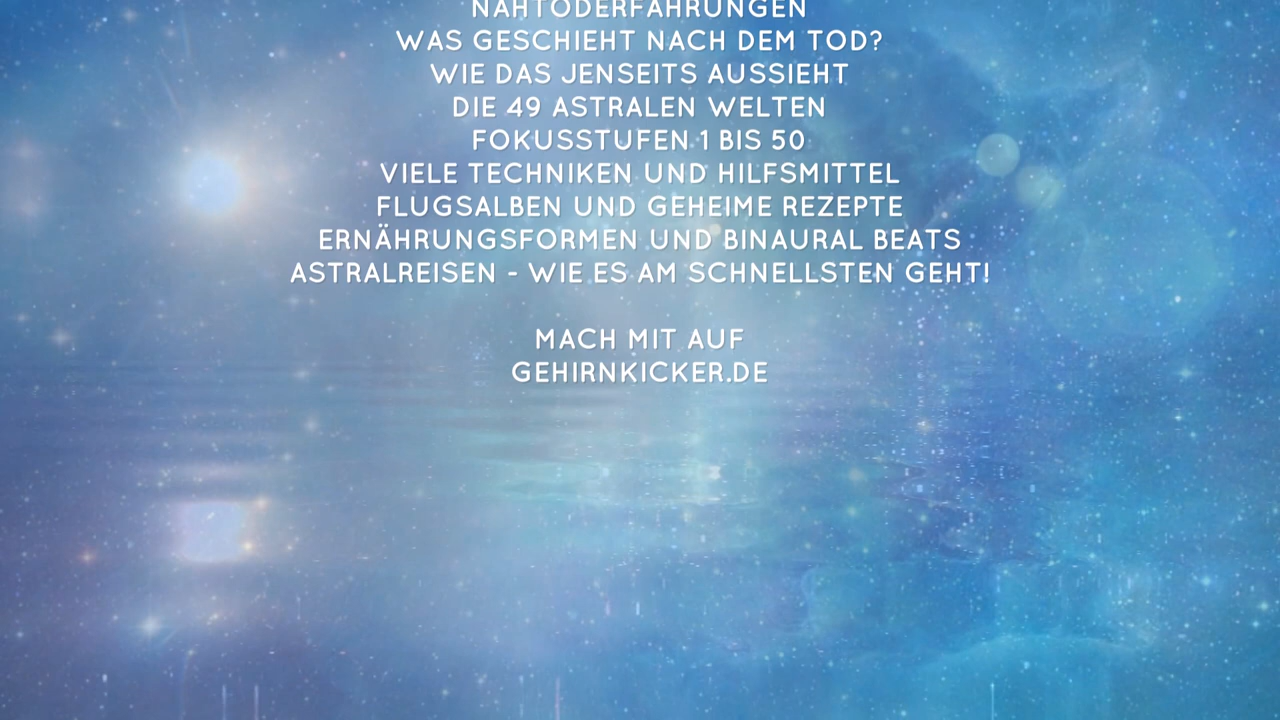 NAHTODERFAHRUNGEN
WAS GESCHIEHT NACH DEM TOD?
WIE DAS JENSEITS AUSSIEHT
DIE 49 ASTRALEN WELTEN
FOKUSSTUFEN 1 BIS 50
VIELE TECHNIKEN UND HILFSMITTEL
FLUGSALBEN UND GEHEIME REZEPTE
ERNÄHRUNGSFORMEN UND BINAURAL BEATS
ASTRALREISEN - WIE ES AM SCHNELLSTEN GEHT!
MACH MIT AUF
GEHIRNKICKER.DE